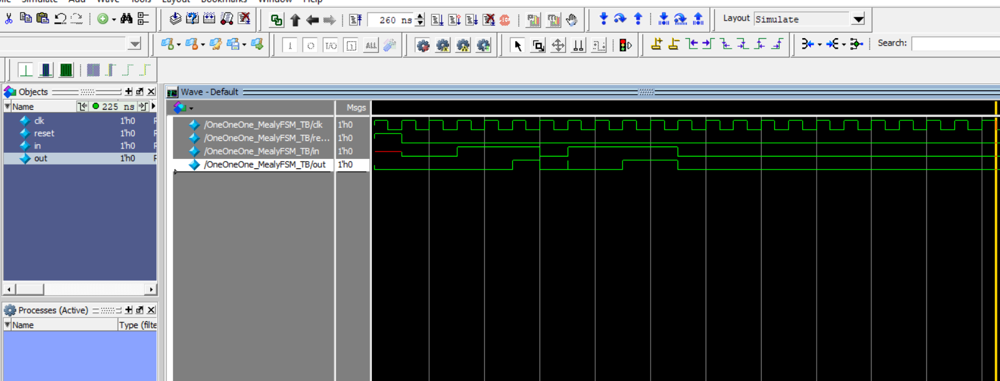 Simulate Add Wave Tools Layout Bookmarks Window Help
260 ns
ALL
Layout Simulate
I/O
Search:
Objects
Wave - Default
Name
225 ns
Msgs
clk 1'h0
reset 1'h0
in 1'h0
out 1'h0
/OneOneOne_MealyFSM_TB/clk 1'h0
/OneOneOne_MealyFSM_TB/re... 1'h0
/OneOneOne_MealyFSM_TB/in 1'h0
/OneOneOne_MealyFSM_TB/out 1'h0
Processes (Active)
Name
Type (filte